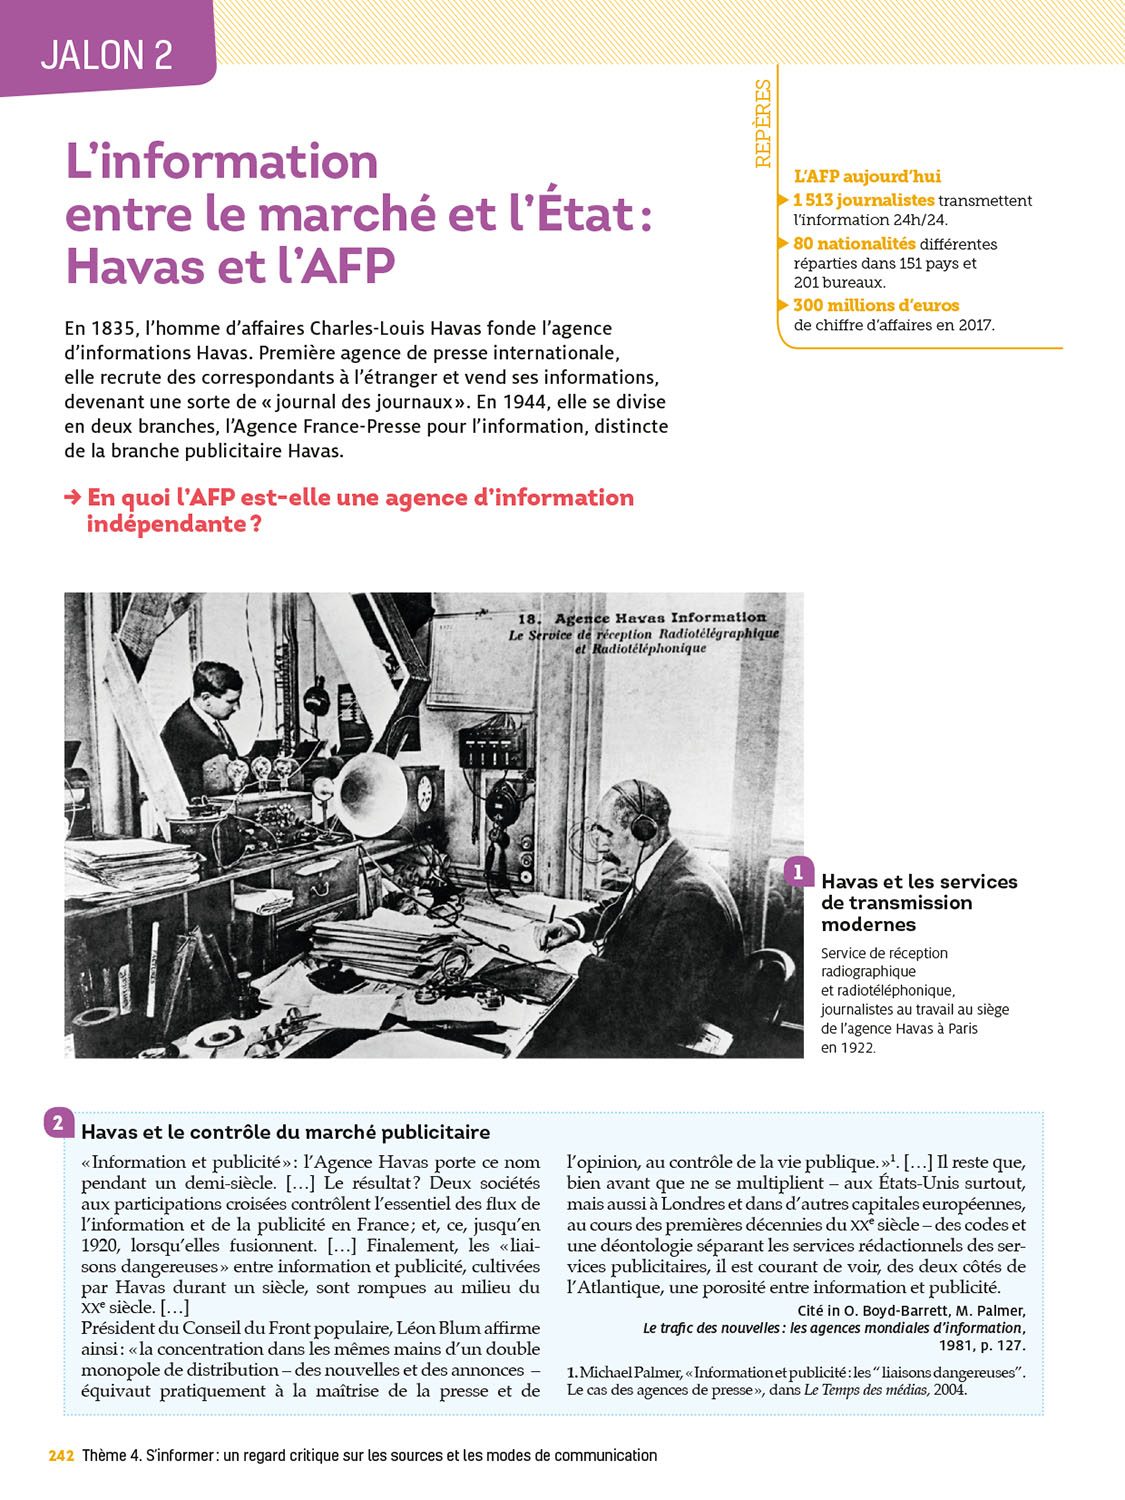 JALON 2
L'information
entre le marché et l'État :
Havas et l'AFP
En 1835, l'homme d'affaires Charles-Louis Havas fonde l'agence
d'informations Havas. Première agence de presse internationale,
elle recrute des correspondants à l'étranger et vend ses informations,
devenant une sorte de « journal des journaux ». En 1944, elle se divise
en deux branches, l'Agence France-Presse pour l'information, distincte
de la branche publicitaire Havas.
→ En quoi l'AFP est-elle une agence d'information
indépendante ?
REPÈRES
L'AFP aujourd'hui
1 513 journalistes transmettent
l'information 24h/24.
80 nationalités différentes
réparties dans 151 pays et
201 bureaux.
300 millions d'euros
de chiffre d'affaires en 2017.
18. Agence Havas Information
Le Service de réception Radiotélégraphique
et Radiotéléphonique
1
Havas et les services
de transmission
modernes
Service de réception
radiographique
et radiotéléphonique,
journalistes au travail au siège
de l'agence Havas à Paris
en 1922.
2
Havas et le contrôle du marché publicitaire
« Information et publicité » : l'Agence Havas porte ce nom
pendant un demi-siècle. […] Le résultat ? Deux sociétés
aux participations croisées contrôlent l'essentiel des flux de
l'information et de la publicité en France ; et, ce, jusqu'en
1920, lorsqu'elles fusionnent. […] Finalement, les « liai-
sons dangereuses » entre information et publicité, cultivées
par Havas durant un siècle, sont rompues au milieu du
XXe siècle. […]
Président du Conseil du Front populaire, Léon Blum affirme
ainsi : « la concentration dans les mêmes mains d'un double
monopole de distribution – des nouvelles et des annonces –
équivaut pratiquement à la maîtrise de la presse et de
l'opinion, au contrôle de la vie publique. »1. […] Il reste que,
bien avant que ne se multiplient – aux États-Unis surtout,
mais aussi à Londres et dans d'autres capitales européennes,
au cours des premières décennies du XXe siècle – des codes et
une déontologie séparant les services rédactionnels des ser-
vices publicitaires, il est courant de voir, des deux côtés de
l'Atlantique, une porosité entre information et publicité.
Cité in O. Boyd-Barrett, M. Palmer,
Le trafic des nouvelles : les agences mondiales d'information,
1981, p. 127.
1. Michael Palmer, « Information et publicité : les “ liaisons dangereuses”.
Le cas des agences de presse », dans Le Temps des médias, 2004.
242 Thème 4. S'informer : un regard critique sur les sources et les modes de communication